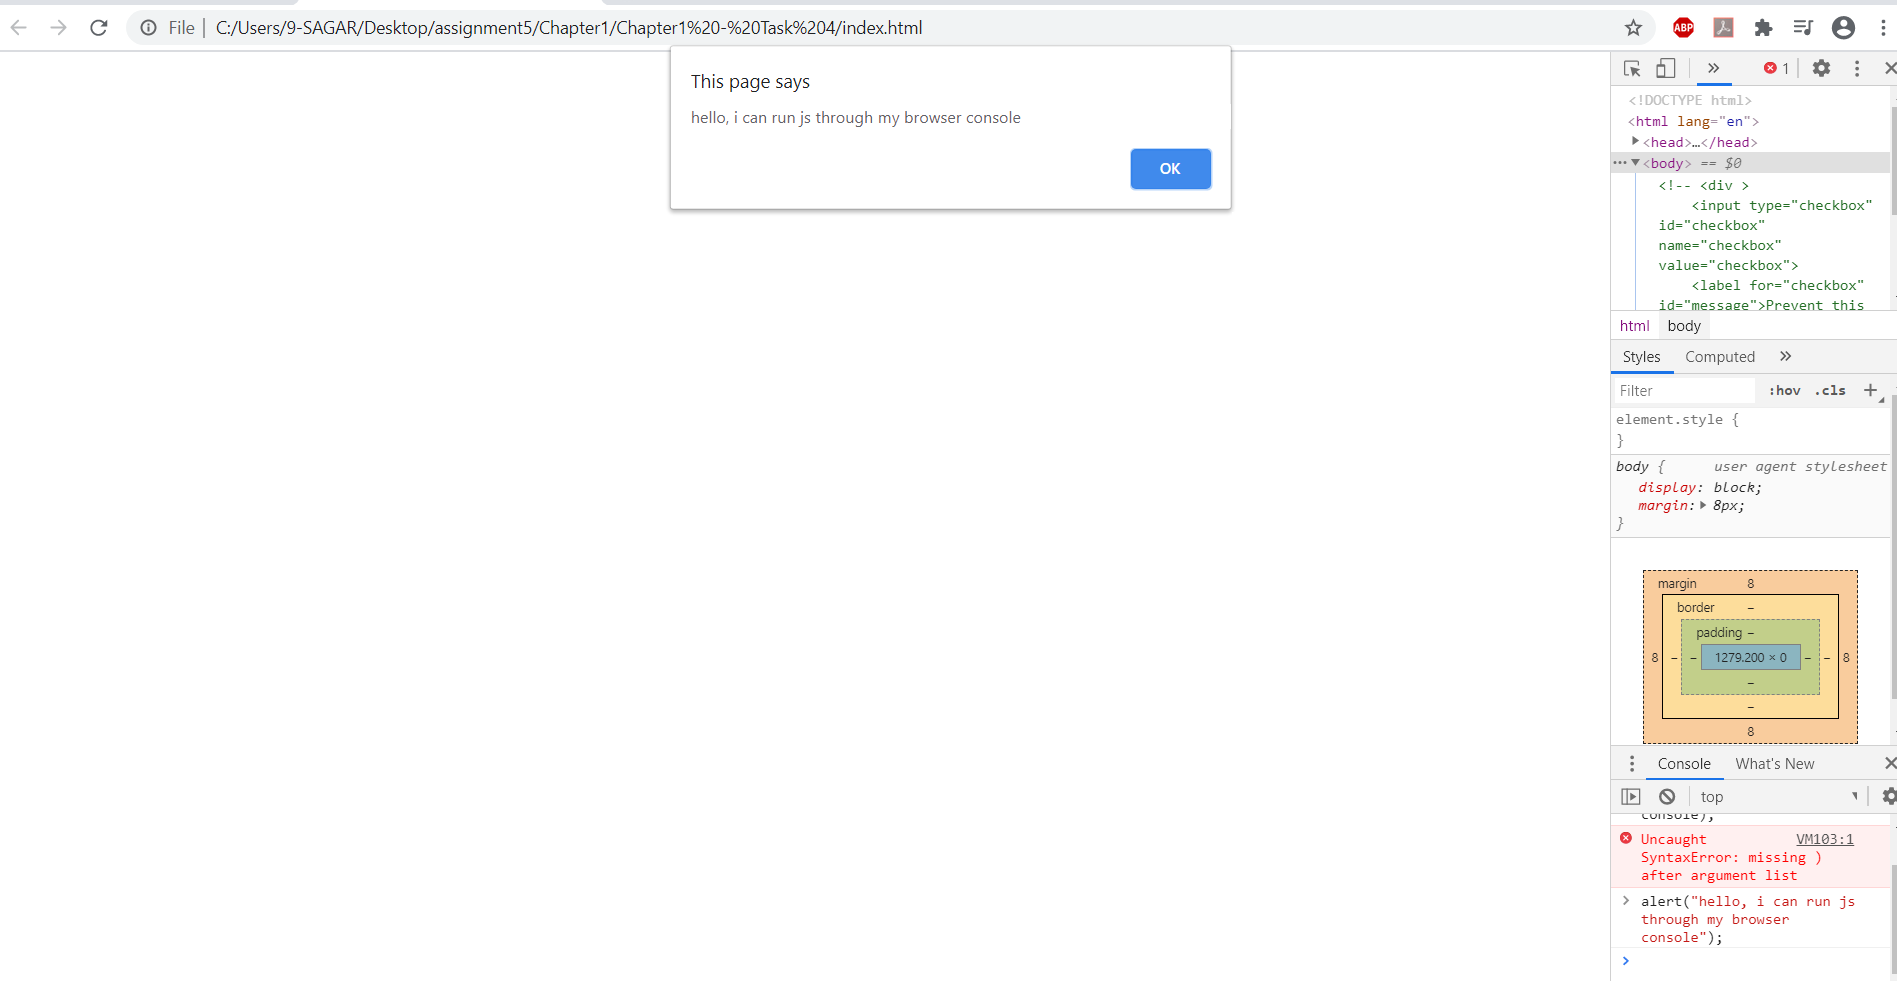 File C:/Users/9-SAGAR/Desktop/assignment5/Chapter1/Chapter1%20-%20Task%204/index.html
ABP
This page says
hello, i can run js through my browser console
OK
1
<!DOCTYPE html>
<html lang="en">
<head>…</head>
<body> == $0
<!-- <div >
<input type="checkbox"
id="checkbox"
name="checkbox"
value="checkbox">
<label for="checkbox"
id="message">Prevent this
html body
Styles Computed
Filter :hov .cls
element.style {
}
body { user agent stylesheet
display: block;
margin: 8px;
}
margin 8
border –
padding –
8 – – 1279.200 × 0 – – 8
–
–
8
Console What's New
top
console);
Uncaught VM103:1
SyntaxError: missing )
after argument list
alert("hello, i can run js
through my browser
console");